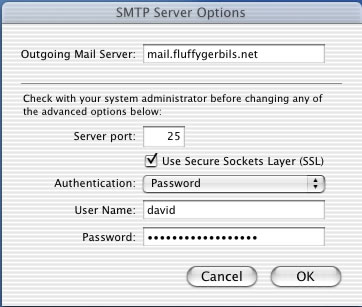 SMTP Server Options
Outgoing Mail Server: mail.fluffygerbils.net
Check with your system administrator before changing any of
the advanced options below:
Server port: 25
Use Secure Sockets Layer (SSL)
Authentication: Password
User Name: david
Password: •••••••••••••••••
Cancel OK